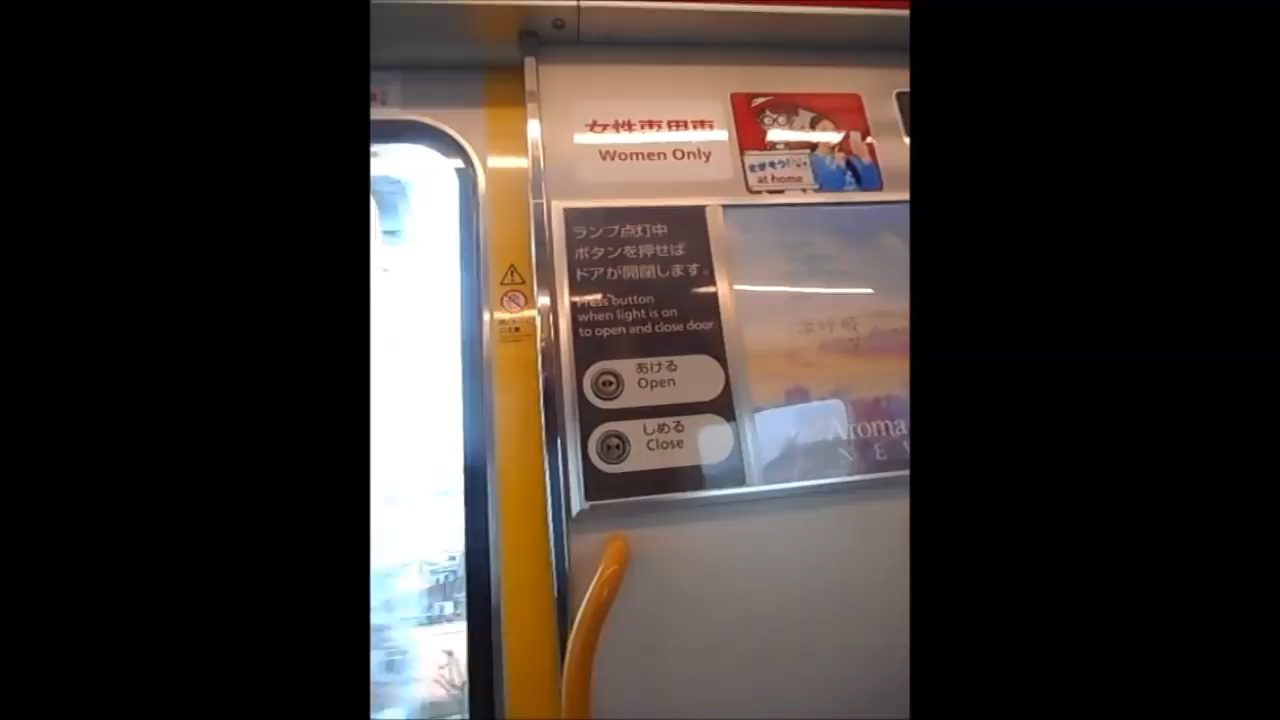 女性専用車
Women Only
さがそう!
at home
ランプ点灯中
ボタンを押せば
ドアが開閉します。
Press button
when light is on
to open and close door
あける
Open
しめる
Close
Aroma